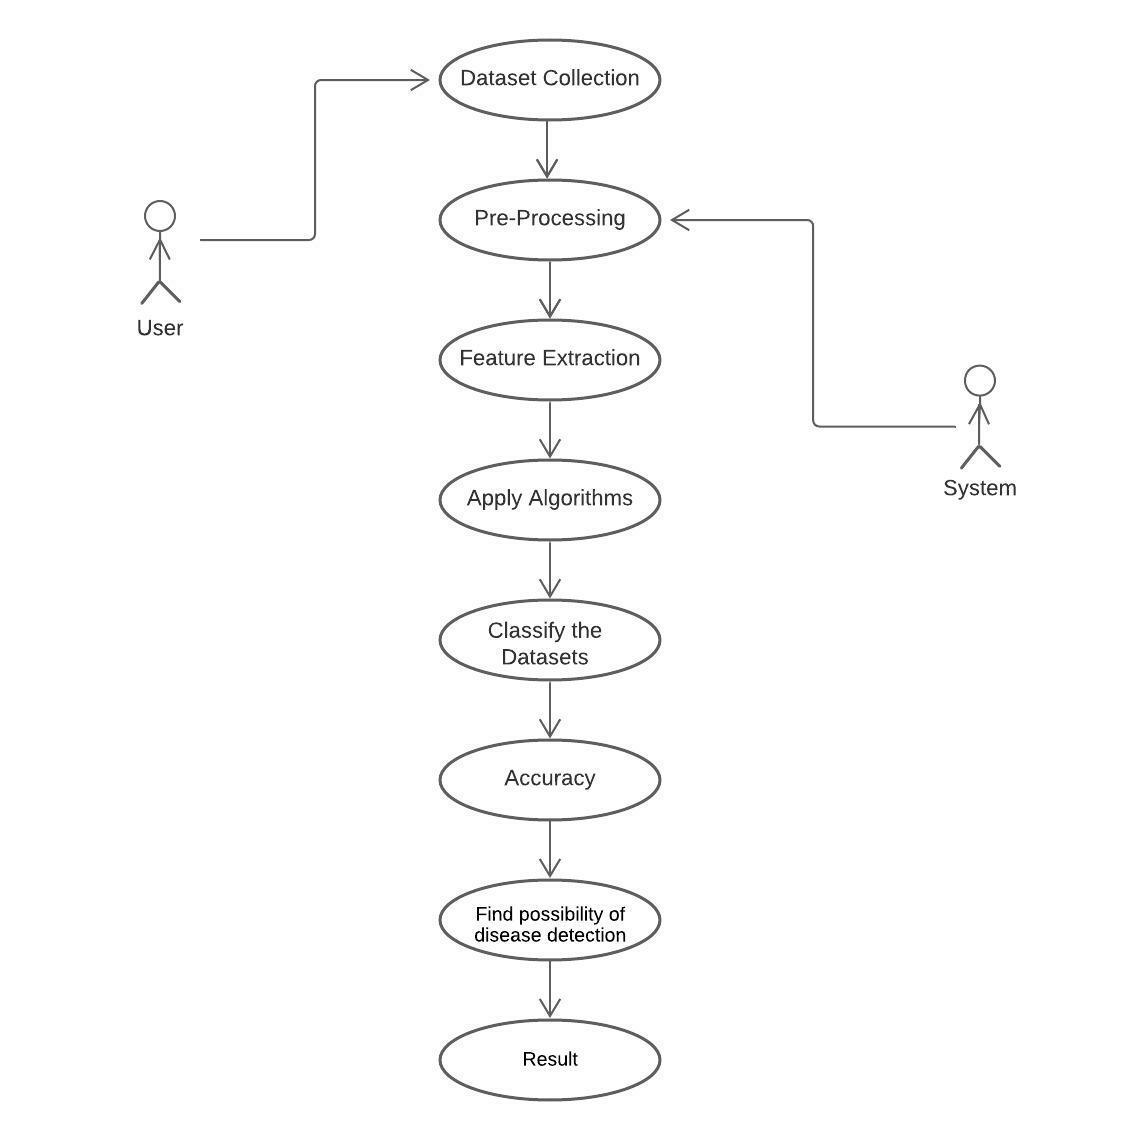 Dataset Collection
Pre-Processing
User
Feature Extraction
System
Apply Algorithms
Classify the
Datasets
Accuracy
Find possibility of
disease detection
Result